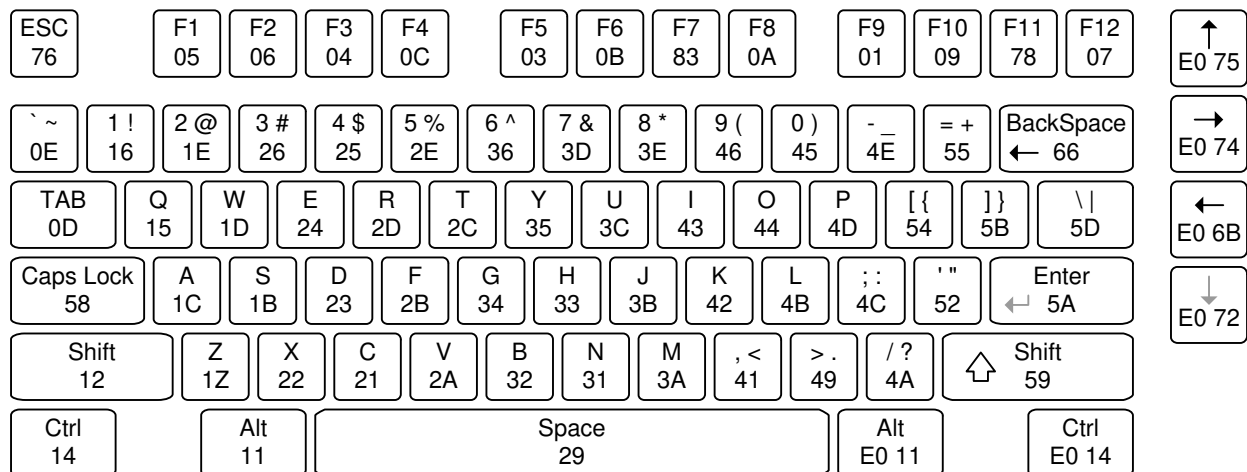 ESC F1 F2 F3 F4 F5 F6 F7 F8 F9 F10 F11 F12 ↑
76 05 06 04 0C 03 0B 83 0A 01 09 78 07 E0 75
` ~ 1 ! 2 @ 3 # 4 $ 5 % 6 ^ 7 & 8 * 9 ( 0 ) - _ = + BackSpace →
0E 16 1E 26 25 2E 36 3D 3E 46 45 4E 55 ← 66 E0 74
TAB Q W E R T Y U I O P [ { ] } \ | ←
0D 15 1D 24 2D 2C 35 3C 43 44 4D 54 5B 5D E0 6B
Caps Lock A S D F G H J K L ; : ' " Enter ↓
58 1C 1B 23 2B 34 33 3B 42 4B 4C 52 ↵ 5A E0 72
Shift Z X C V B N M , < > . / ? ⇧ Shift
12 1Z 22 21 2A 32 31 3A 41 49 4A 59
Ctrl Alt Space Alt Ctrl
14 11 29 E0 11 E0 14